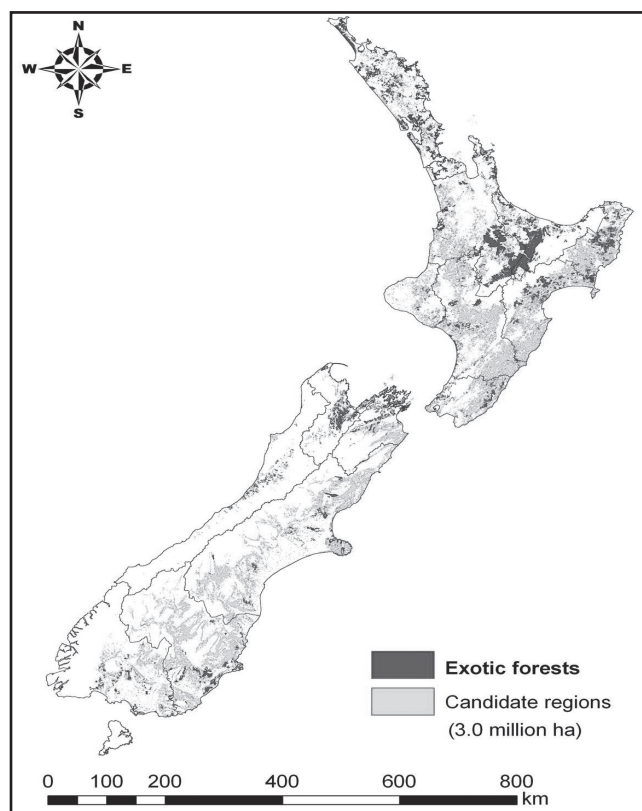 N
W E
S
Exotic forests
Candidate regions
(3.0 million ha)
0 100 200 400 600 800
km